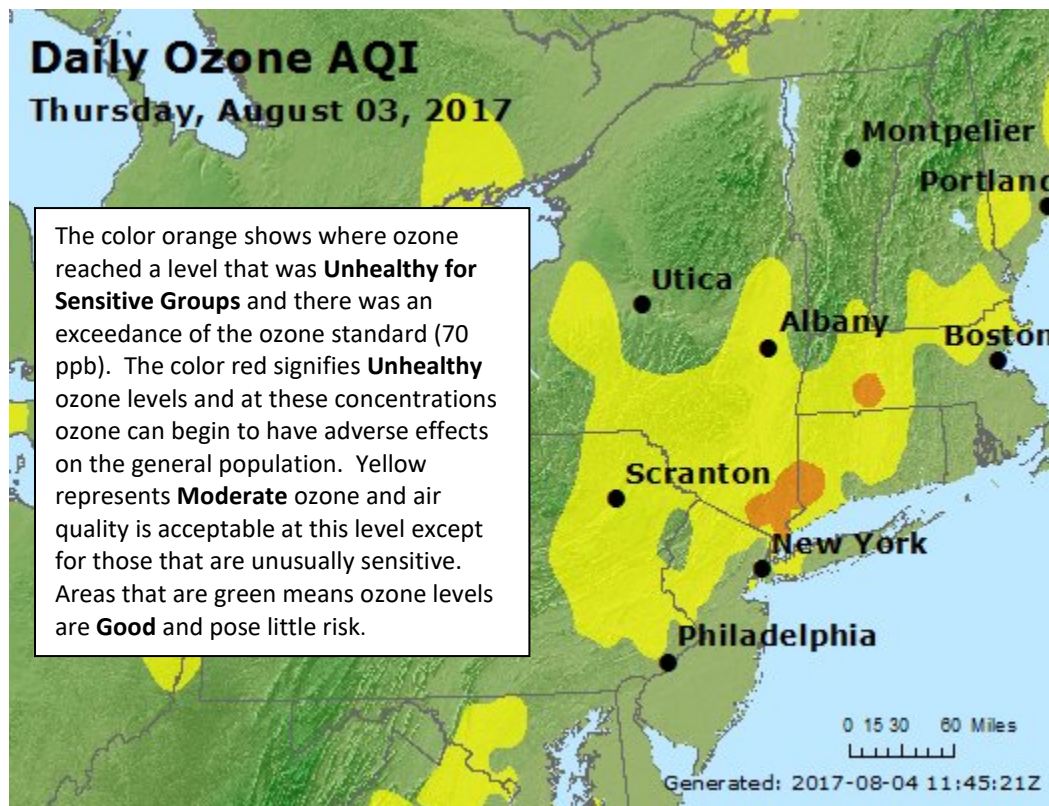 Daily Ozone AQI
Thursday, August 03, 2017
Montpelier
Portland
The color orange shows where ozone
reached a level that was Unhealthy for
Sensitive Groups and there was an
exceedance of the ozone standard (70
ppb). The color red signifies Unhealthy
ozone levels and at these concentrations
ozone can begin to have adverse effects
on the general population. Yellow
represents Moderate ozone and air
quality is acceptable at this level except
for those that are unusually sensitive.
Areas that are green means ozone levels
are Good and pose little risk.
Utica
Albany
Boston
Scranton
New York
Philadelphia
0 15 30 60 Miles
Generated: 2017-08-04 11:45:21Z